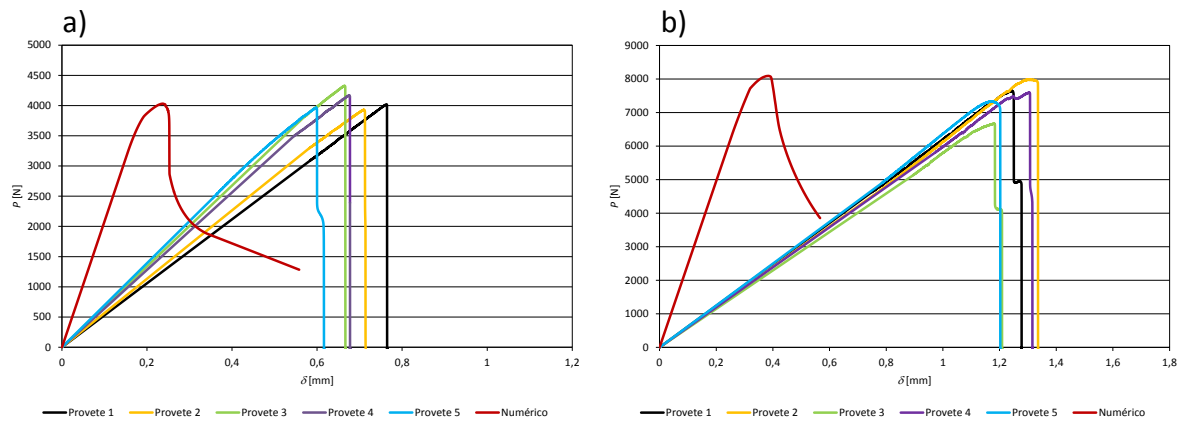 a)
5000
4500
4000
3500
3000
2500
2000
1500
1000
500
0
P [N]
0 0,2 0,4 0,6 0,8 1 1,2
δ [mm]
Provete 1 Provete 2 Provete 3 Provete 4 Provete 5 Numérico
b)
9000
8000
7000
6000
5000
4000
3000
2000
1000
0
P [N]
0 0,2 0,4 0,6 0,8 1 1,2 1,4 1,6 1,8
δ [mm]
Provete 1 Provete 2 Provete 3 Provete 4 Provete 5 Numérico